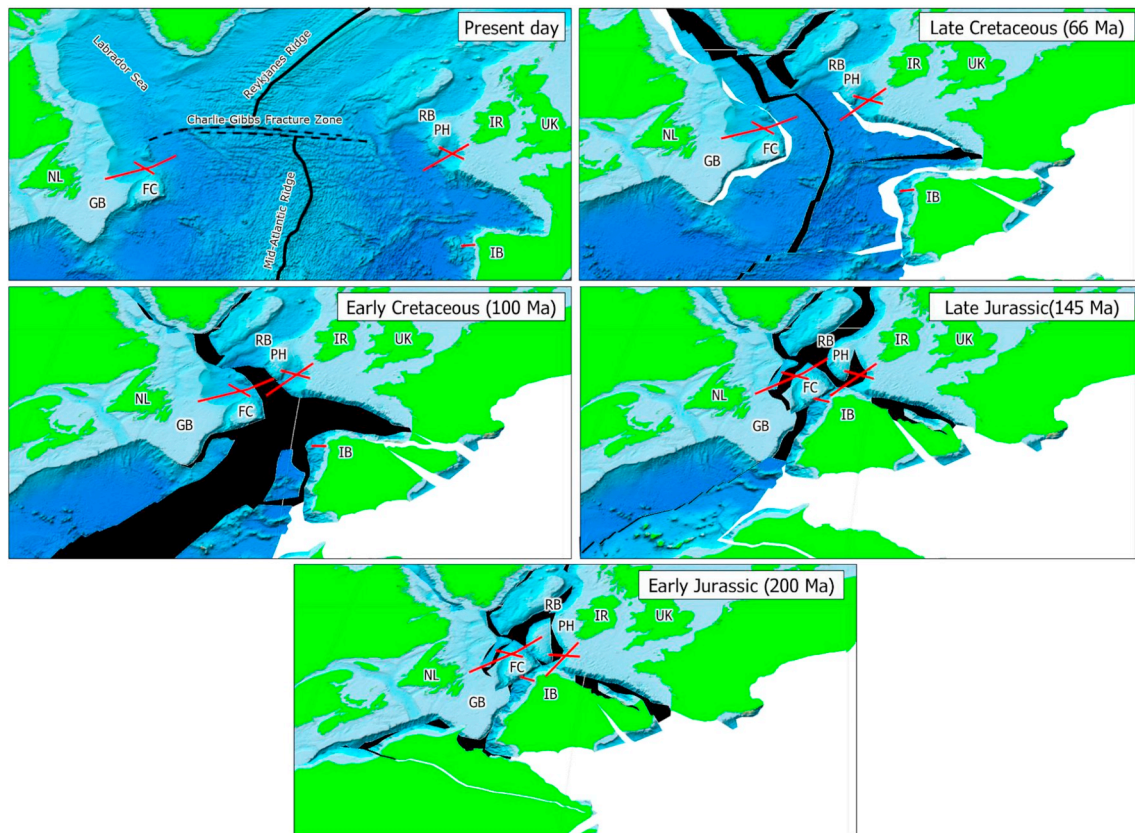 Present day
Labrador Sea
Reykjanes Ridge
Charlie-Gibbs Fracture Zone
Mid-Atlantic Ridge
RB
PH
IR
UK
NL
GB
FC
IB
Late Cretaceous (66 Ma)
RB
PH
IR
UK
NL
GB
FC
IB
Early Cretaceous (100 Ma)
RB
PH
IR
UK
NL
GB
FC
IB
Late Jurassic(145 Ma)
RB
PH
IR
UK
NL
FC
GB
IB
Early Jurassic (200 Ma)
RB
PH
IR
UK
NL
FC
GB
IB